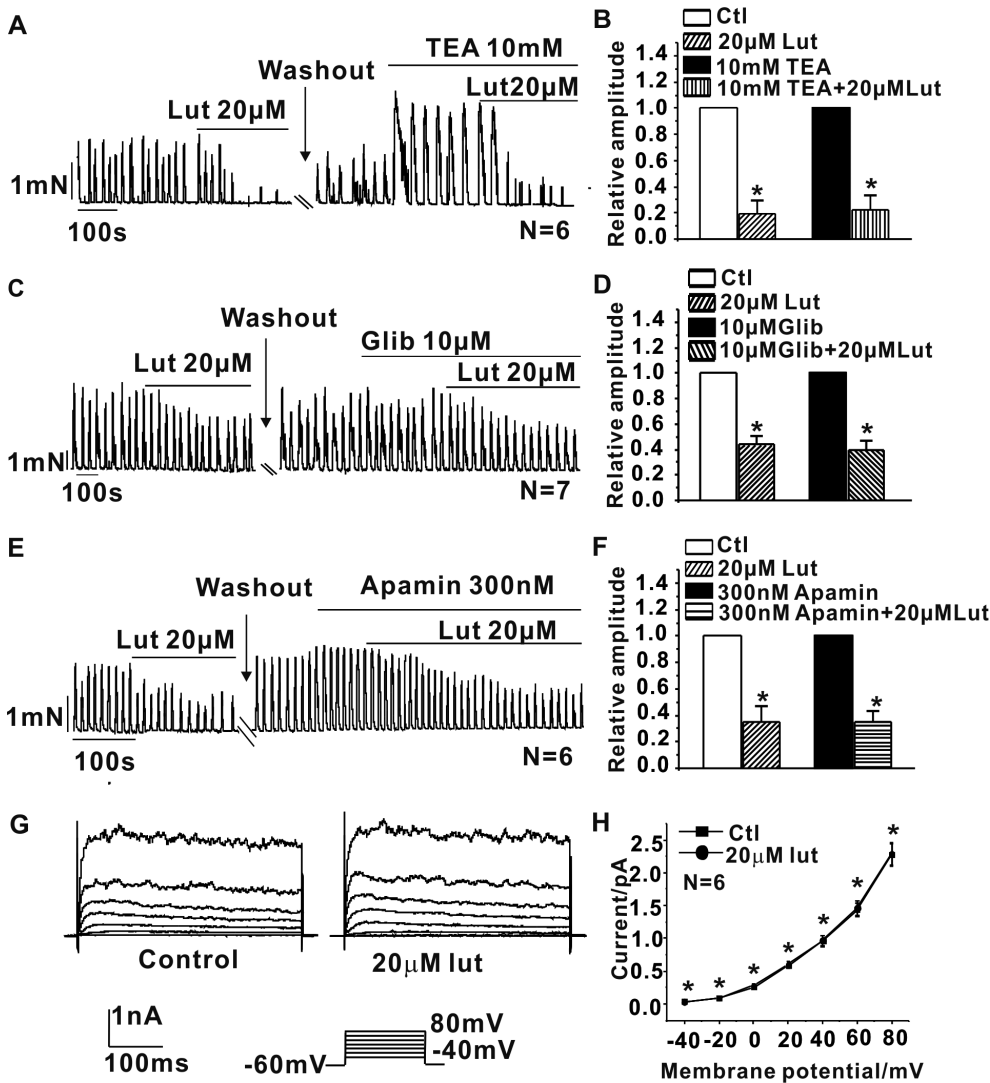 A
TEA 10mM
Washout
Lut20µM
Lut 20µM
1mN
100s
N=6
B
Ctl
20µM Lut
10mM TEA
10mM TEA+20µMLut
Relative amplitude
1.4
1.2
1.0
0.8
0.6
0.4
0.2
0.0
*
*
C
Washout
Glib 10µM
Lut 20µM
Lut 20µM
1mN
100s
N=7
D
Ctl
20µM Lut
10µMGlib
10µMGlib+20µMLut
Relative amplitude
1.4
1.2
1.0
0.8
0.6
0.4
0.2
0.0
*
*
E
Washout
Apamin 300nM
Lut 20µM
Lut 20µM
1mN
100s
N=6
F
Ctl
20µM Lut
300nM Apamin
300nM Apamin+20µMLut
Relative amplitude
1.4
1.2
1.0
0.8
0.6
0.4
0.2
0.0
*
*
G
Control
20µM lut
1nA
100ms
80mV
-40mV
-60mV
H
Ctl
20µM lut
N=6
Current/pA
2.5
2.0
1.5
1.0
0.5
0.0
* * * * * * *
-40 -20 0 20 40 60 80
Membrane potential/mV